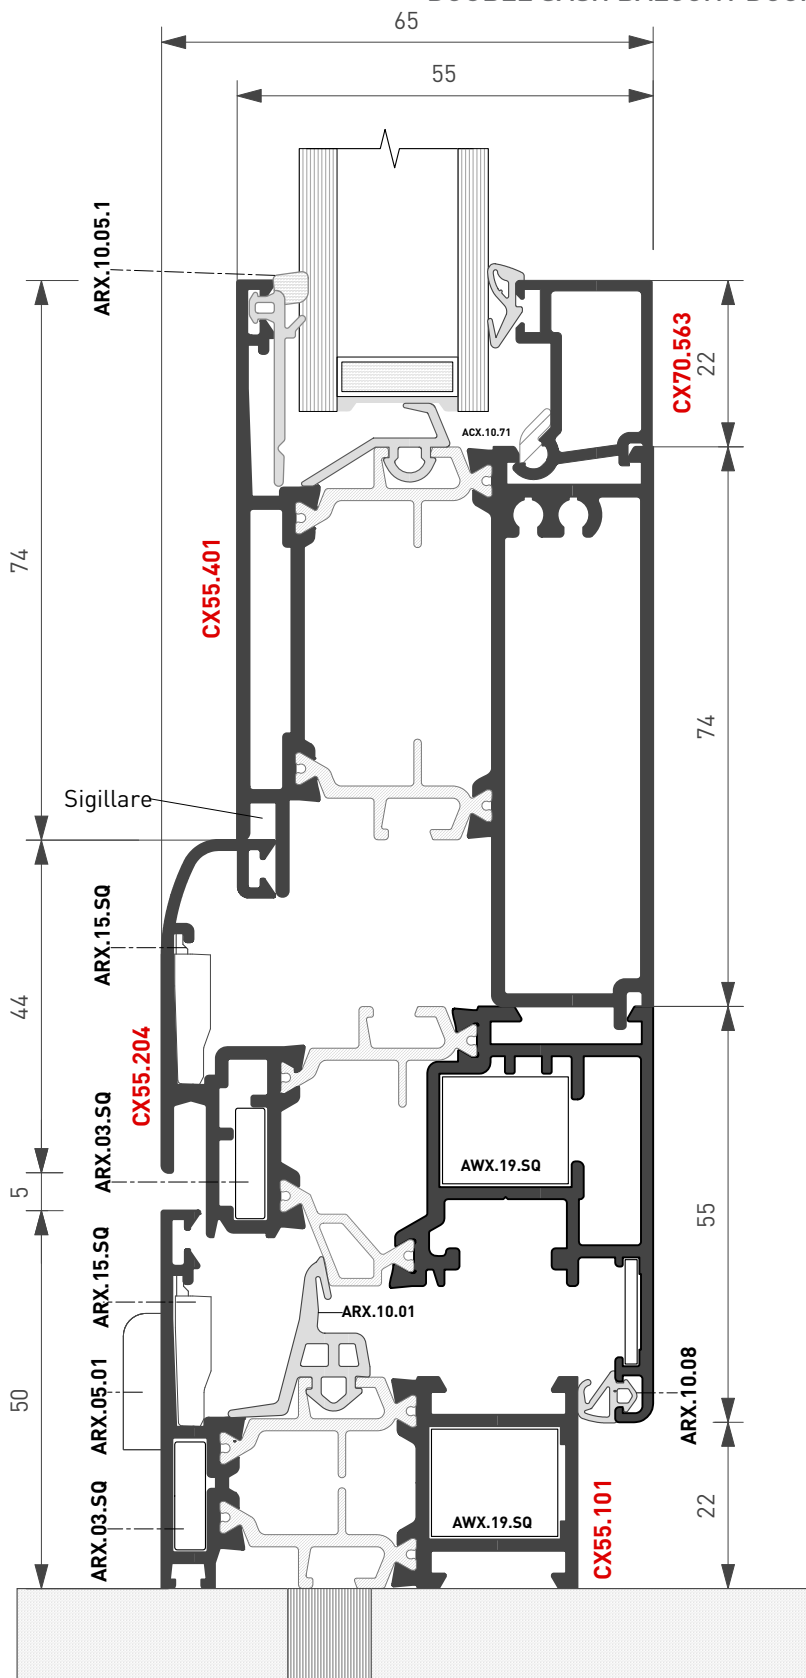 65
55
ARX.10.05.1
CX70.563
22
ACX.10.71
74
CX55.401
74
Sigillare
ARX.15.SQ
44
CX55.204
ARX.03.SQ
AWX.19.SQ
5
55
ARX.15.SQ
ARX.10.01
ARX.05.01
50
ARX.10.08
ARX.03.SQ
AWX.19.SQ
CX55.101
22